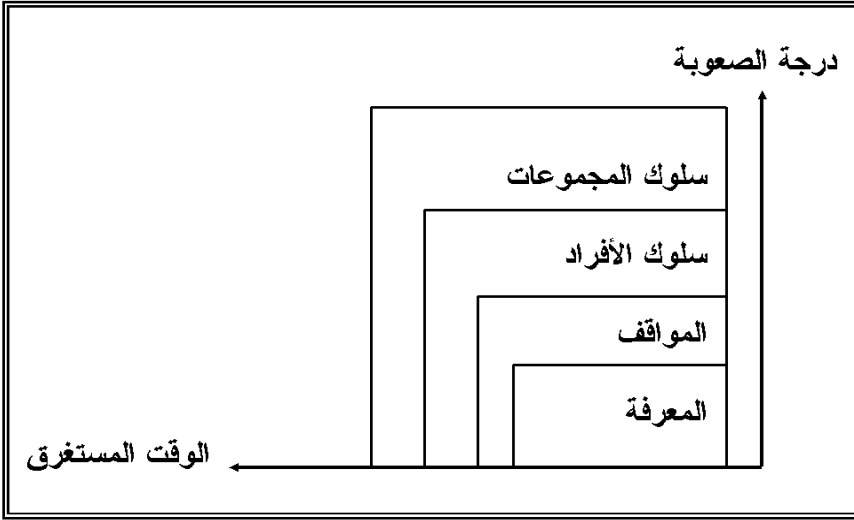 درجة الصعوبة
سلوك المجموعات
سلوك الأفراد
المواقف
المعرفة
الوقت المستغرق